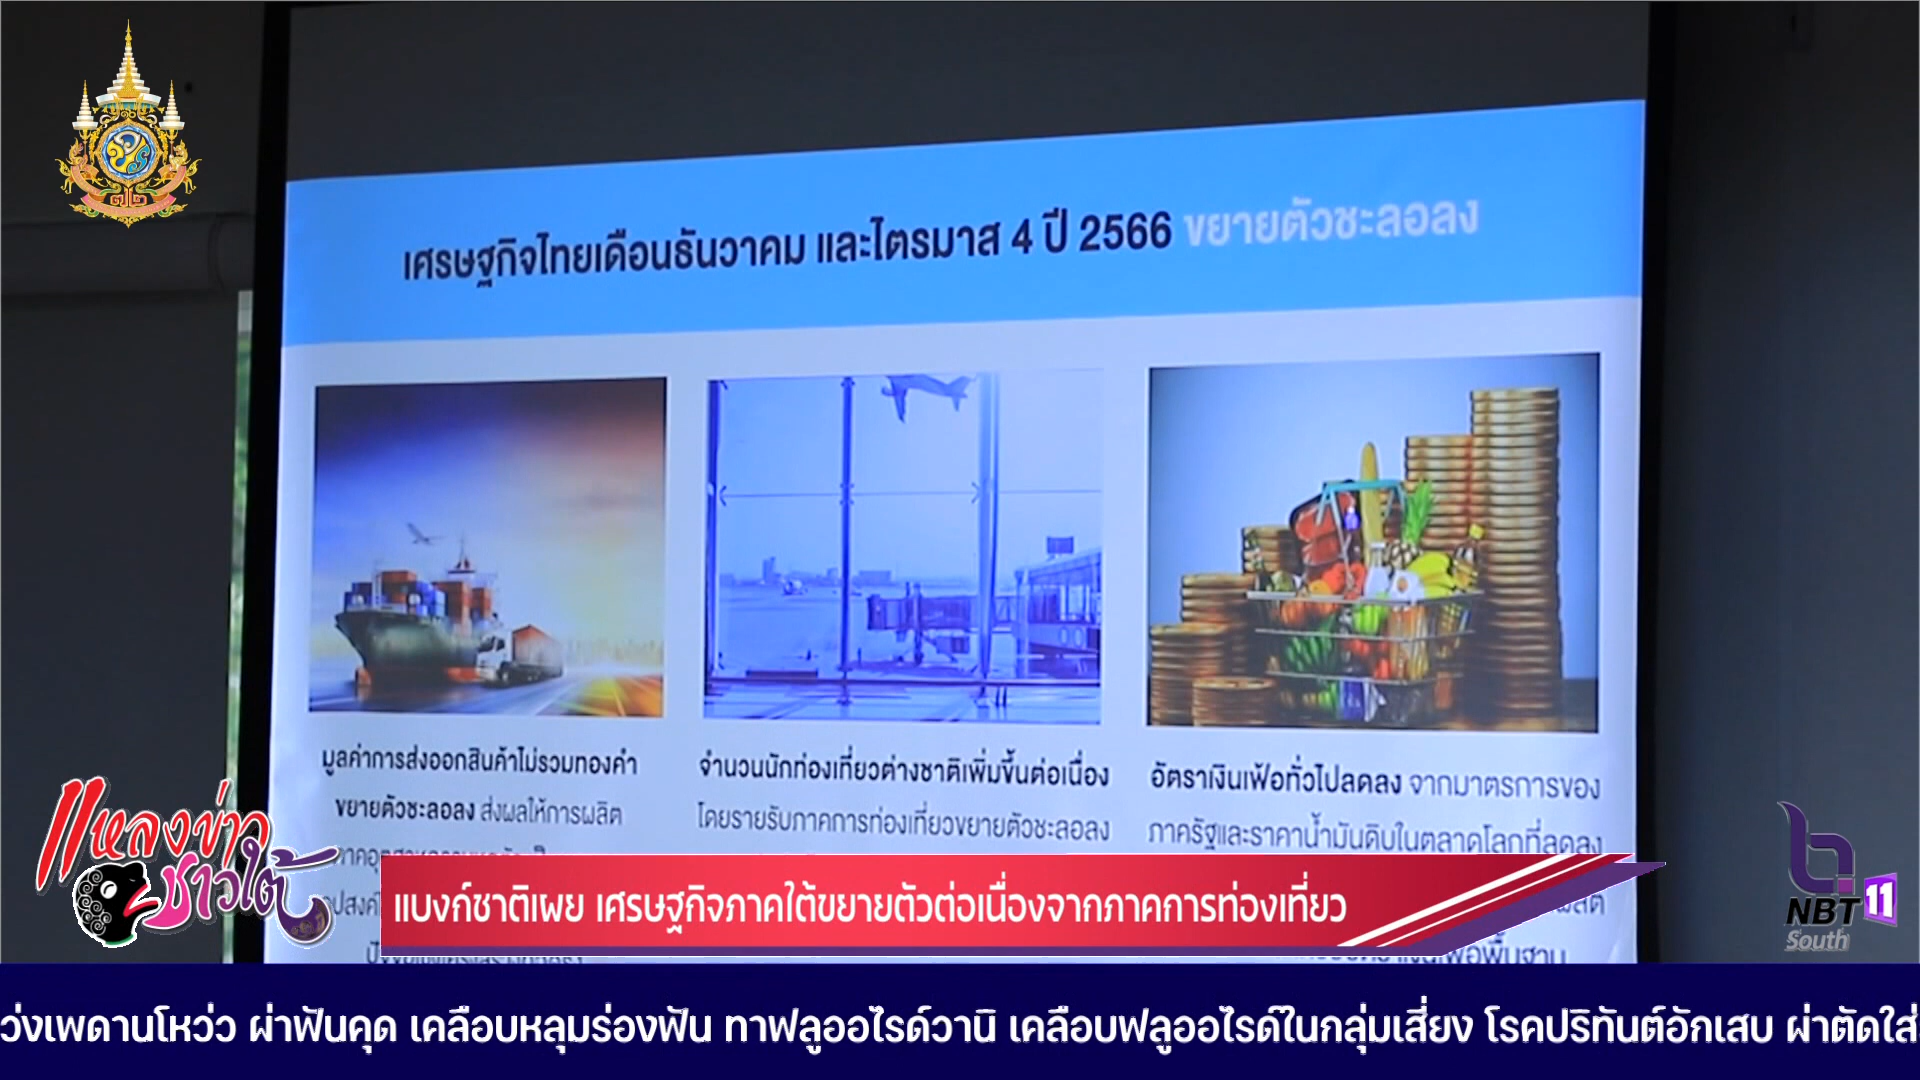 เศรษฐกิจไทยเดือนธันวาคม และไตรมาส 4 ปี 2566 ขยายตัวชะลอลง
มูลค่าการส่งออกสินค้าไม่รวมทองคำ
ขยายตัวชะลอลง ส่งผลให้การผลิต
จำนวนนักท่องเที่ยวต่างชาติเพิ่มขึ้นต่อเนื่อง
โดยรายรับภาคการท่องเที่ยวขยายตัวชะลอลง
อัตราเงินเฟ้อทั่วไปลดลง จากมาตรการของ
ภาครัฐและราคาน้ำมันดิบในตลาดโลกที่ลดลง
แหลงข่าว
ชาวใต้
แบงก์ชาติเผย เศรษฐกิจภาคใต้ขยายตัวต่อเนื่องจากภาคการท่องเที่ยว
NBT 11
South
ว่งเพดานโหว่ว ผ่าฟันคุด เคลือบหลุมร่องฟัน ทาฟลูออไรด์วานิ เคลือบฟลูออไรด์ในกลุ่มเสี่ยง โรคปริทันต์อักเสบ ผ่าตัดใส่